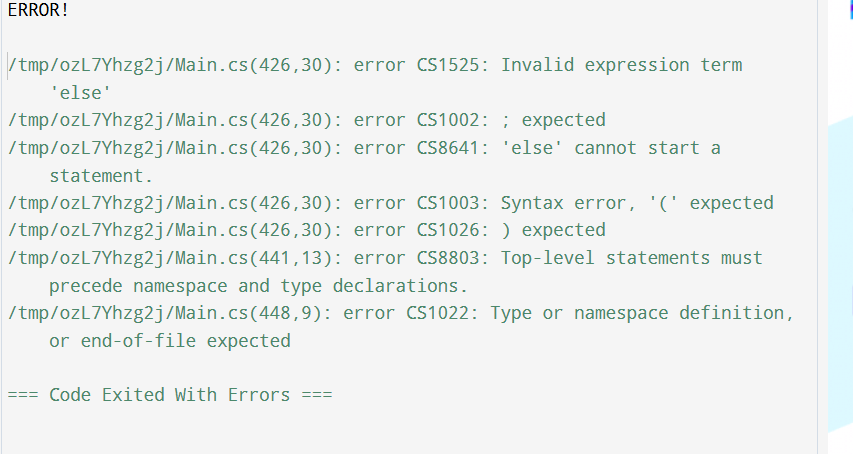 ERROR!
/tmp/ozL7Yhzg2j/Main.cs(426,30): error CS1525: Invalid expression term
'else'
/tmp/ozL7Yhzg2j/Main.cs(426,30): error CS1002: ; expected
/tmp/ozL7Yhzg2j/Main.cs(426,30): error CS8641: 'else' cannot start a
statement.
/tmp/ozL7Yhzg2j/Main.cs(426,30): error CS1003: Syntax error, '(' expected
/tmp/ozL7Yhzg2j/Main.cs(426,30): error CS1026: ) expected
/tmp/ozL7Yhzg2j/Main.cs(441,13): error CS8803: Top-level statements must
precede namespace and type declarations.
/tmp/ozL7Yhzg2j/Main.cs(448,9): error CS1022: Type or namespace definition,
or end-of-file expected
=== Code Exited With Errors ===